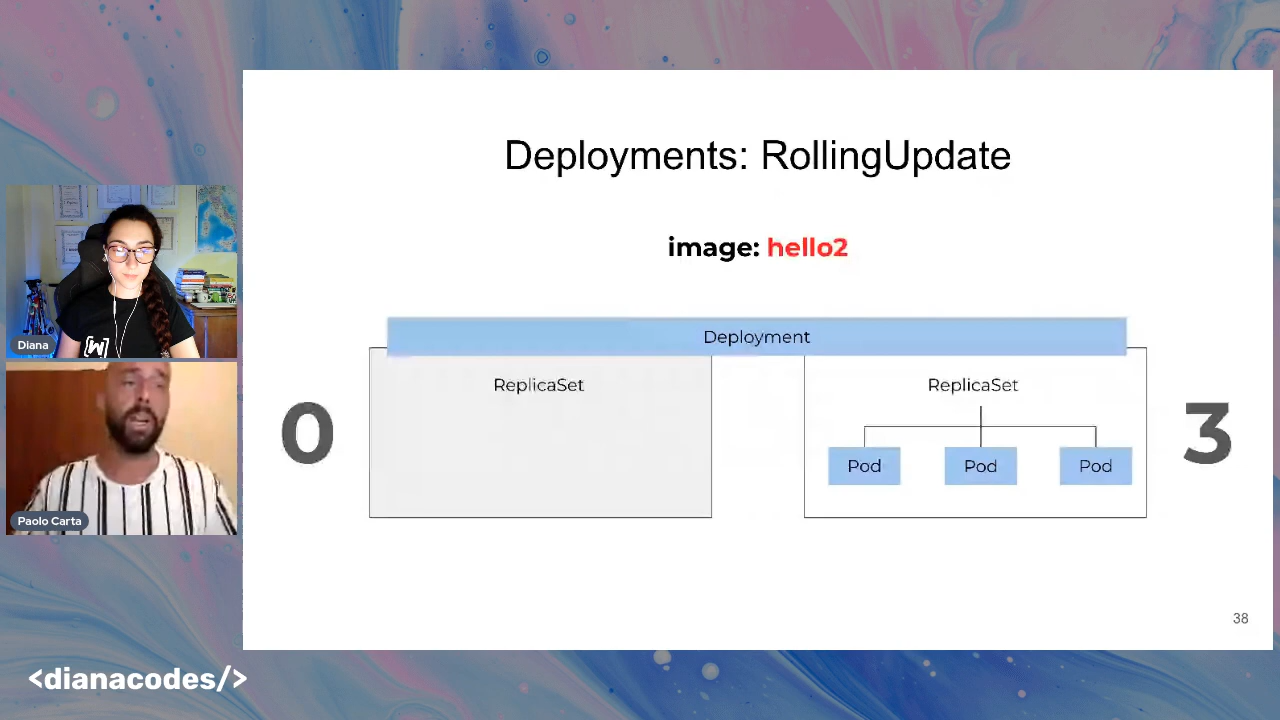 Deployments: RollingUpdate
image: hello2
Deployment
ReplicaSet
ReplicaSet
0
3
Pod
Pod
Pod
38
Diana
Paolo Carta
<dianacodes/>